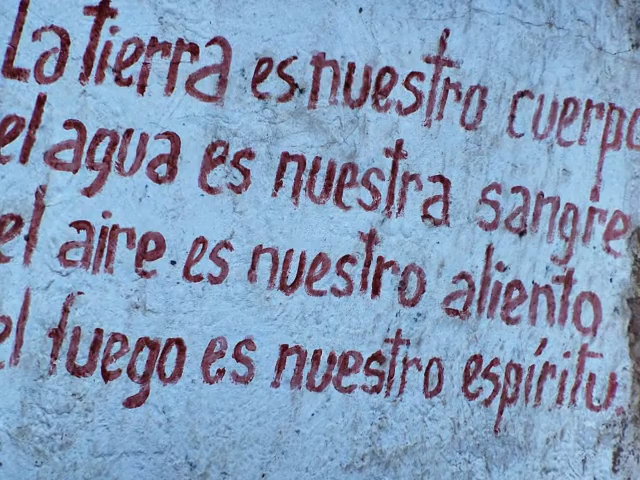 La tierra es nuestro cuerpo
el agua es nuestra sangre
el aire es nuestro aliento
el fuego es nuestro espíritu